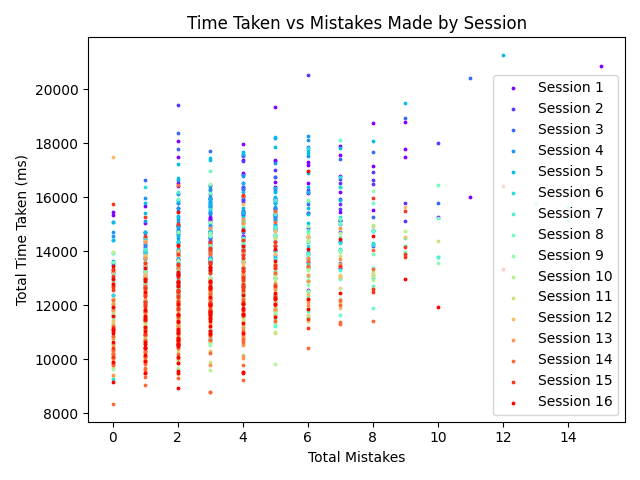 Time Taken vs Mistakes Made by Session
Total Time Taken (ms)
20000
18000
16000
14000
12000
10000
8000
0 2 4 6 8 10 12 14
Total Mistakes
Session 1
Session 2
Session 3
Session 4
Session 5
Session 6
Session 7
Session 8
Session 9
Session 10
Session 11
Session 12
Session 13
Session 14
Session 15
Session 16